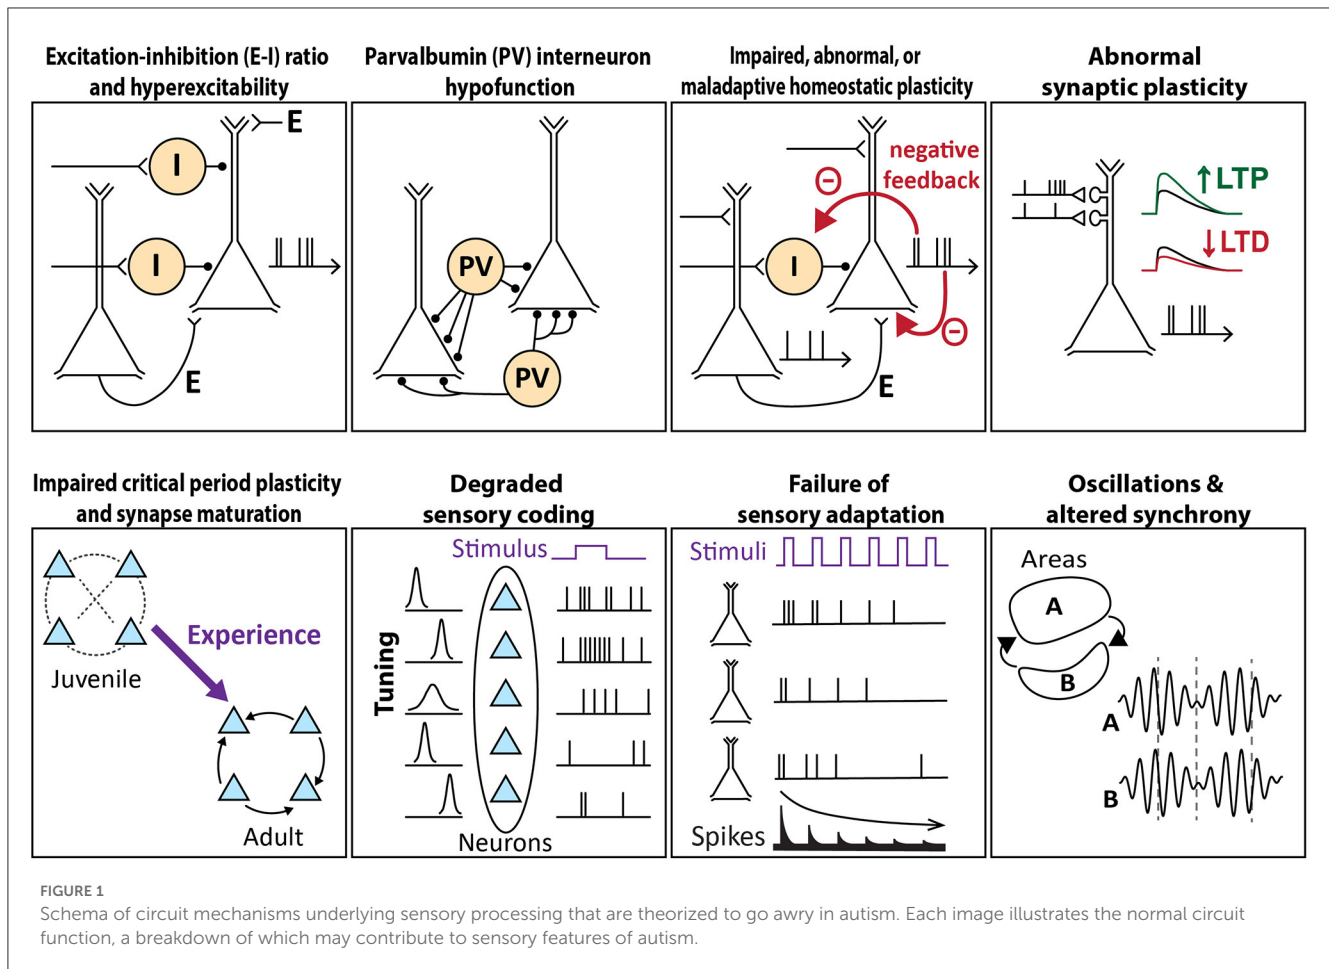 Excitation-inhibition (E-I) ratio
and hyperexcitability
E
I
I
E
Parvalbumin (PV) interneuron
hypofunction
PV
PV
Impaired, abnormal, or
maladaptive homeostatic plasticity
negative
feedback
Θ
I
Θ
E
Abnormal
synaptic plasticity
↑LTP
↓LTD
Impaired critical period plasticity
and synapse maturation
Experience
Juvenile
Adult
Degraded
sensory coding
Stimulus
Tuning
Neurons
Failure of
sensory adaptation
Stimuli
Spikes
Oscillations &
altered synchrony
Areas
A
B
A
B
FIGURE 1
Schema of circuit mechanisms underlying sensory processing that are theorized to go awry in autism. Each image illustrates the normal circuit
function, a breakdown of which may contribute to sensory features of autism.